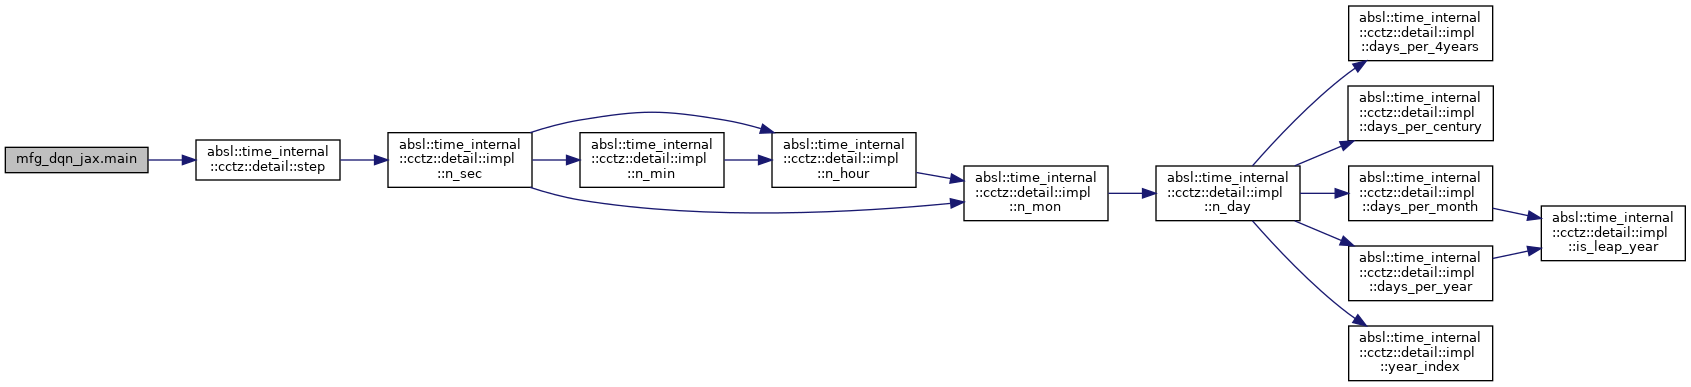 mfg_dqn_jax.main
absl::time_internal
::cctz::detail::step
absl::time_internal
::cctz::detail::impl
::n_sec
absl::time_internal
::cctz::detail::impl
::n_min
absl::time_internal
::cctz::detail::impl
::n_hour
absl::time_internal
::cctz::detail::impl
::n_mon
absl::time_internal
::cctz::detail::impl
::n_day
absl::time_internal
::cctz::detail::impl
::days_per_4years
absl::time_internal
::cctz::detail::impl
::days_per_century
absl::time_internal
::cctz::detail::impl
::days_per_month
absl::time_internal
::cctz::detail::impl
::days_per_year
absl::time_internal
::cctz::detail::impl
::year_index
absl::time_internal
::cctz::detail::impl
::is_leap_year